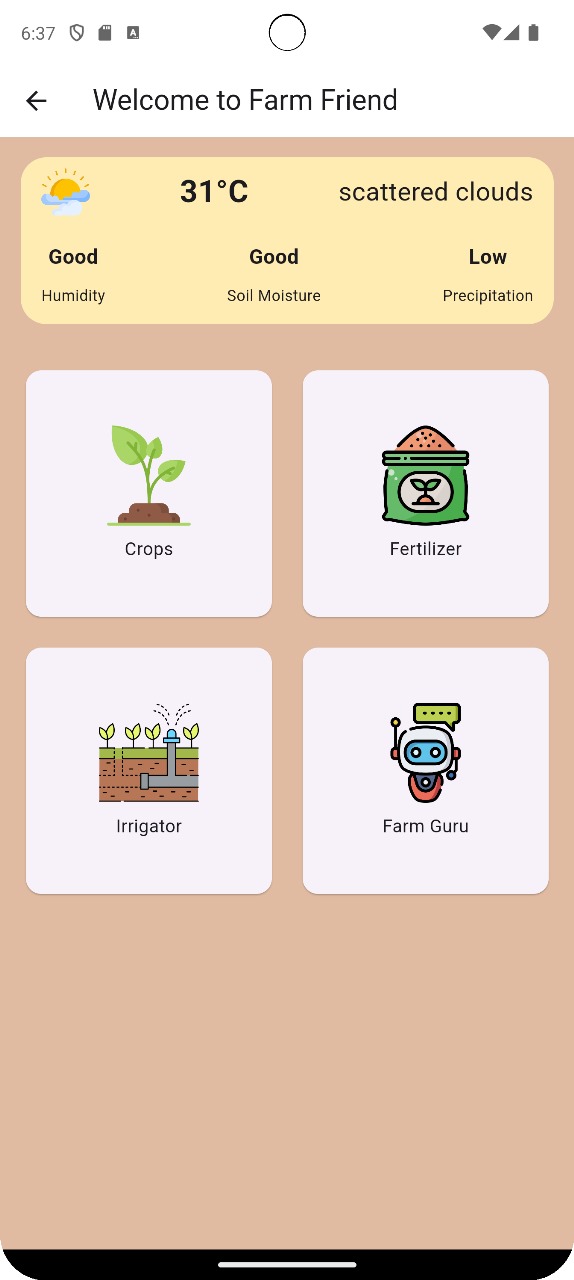 6:37
Welcome to Farm Friend
31°C scattered clouds
Good Good Low
Humidity Soil Moisture Precipitation
Crops Fertilizer
Irrigator Farm Guru